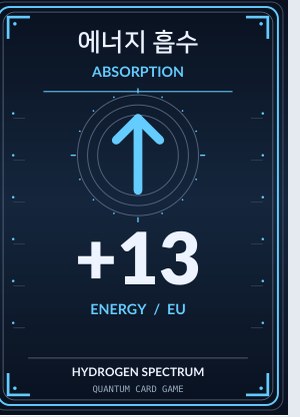 에너지 흡수
ABSORPTION
+13
ENERGY / EU
HYDROGEN SPECTRUM
QUANTUM CARD GAME